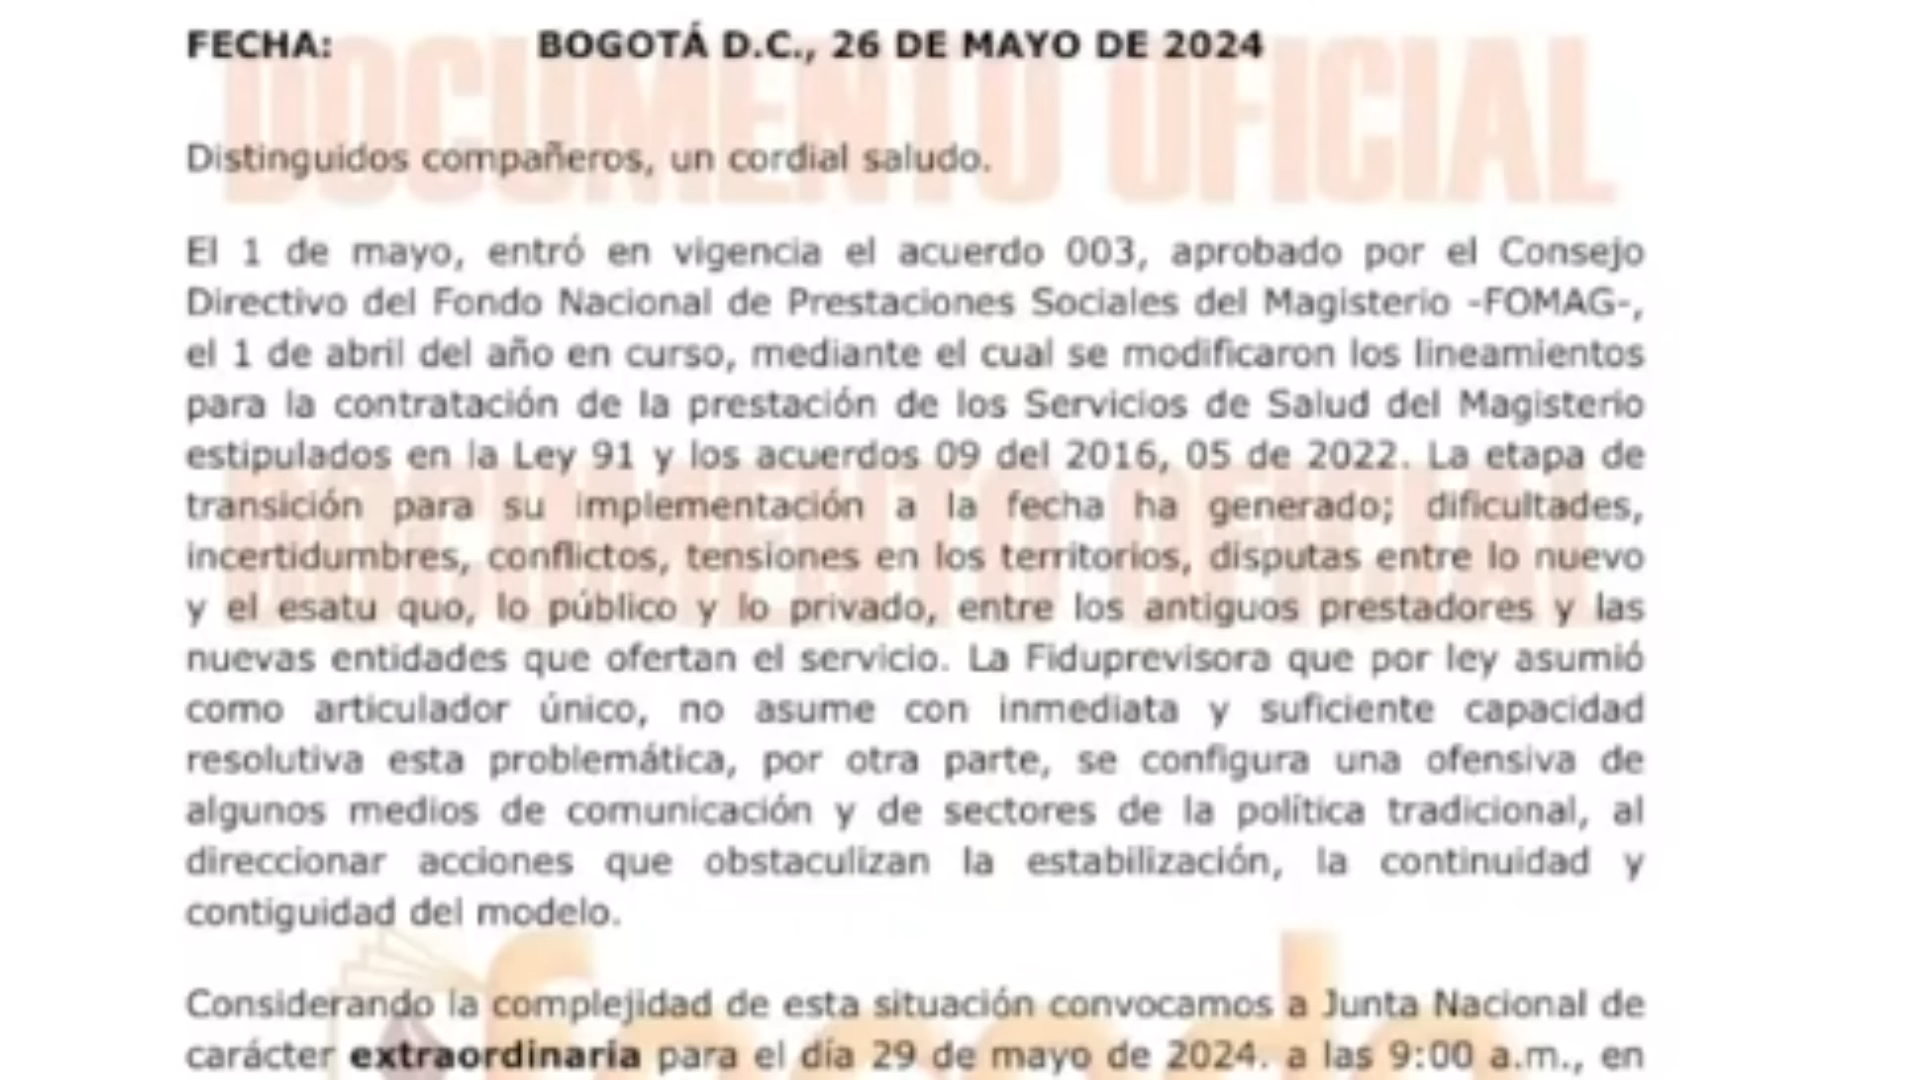 FECHA: BOGOTÁ D.C., 26 DE MAYO DE 2024
DOCUMENTO OFICIAL
Distinguidos compañeros, un cordial saludo.
El 1 de mayo, entró en vigencia el acuerdo 003, aprobado por el Consejo
Directivo del Fondo Nacional de Prestaciones Sociales del Magisterio -FOMAG-,
el 1 de abril del año en curso, mediante el cual se modificaron los lineamientos
para la contratación de la prestación de los Servicios de Salud del Magisterio
estipulados en la Ley 91 y los acuerdos 09 del 2016, 05 de 2022. La etapa de
transición para su implementación a la fecha ha generado; dificultades,
DOCUMENTO OFICIAL
incertidumbres, conflictos, tensiones en los territorios, disputas entre lo nuevo
y el esatu quo, lo público y lo privado, entre los antiguos prestadores y las
nuevas entidades que ofertan el servicio. La Fiduprevisora que por ley asumió
como articulador único, no asume con inmediata y suficiente capacidad
resolutiva esta problemática, por otra parte, se configura una ofensiva de
algunos medios de comunicación y de sectores de la política tradicional, al
direccionar acciones que obstaculizan la estabilización, la continuidad y
contiguidad del modelo.
Considerando la complejidad de esta situación convocamos a Junta Nacional de
carácter extraordinaria para el día 29 de mayo de 2024. a las 9:00 a.m., en
fecode